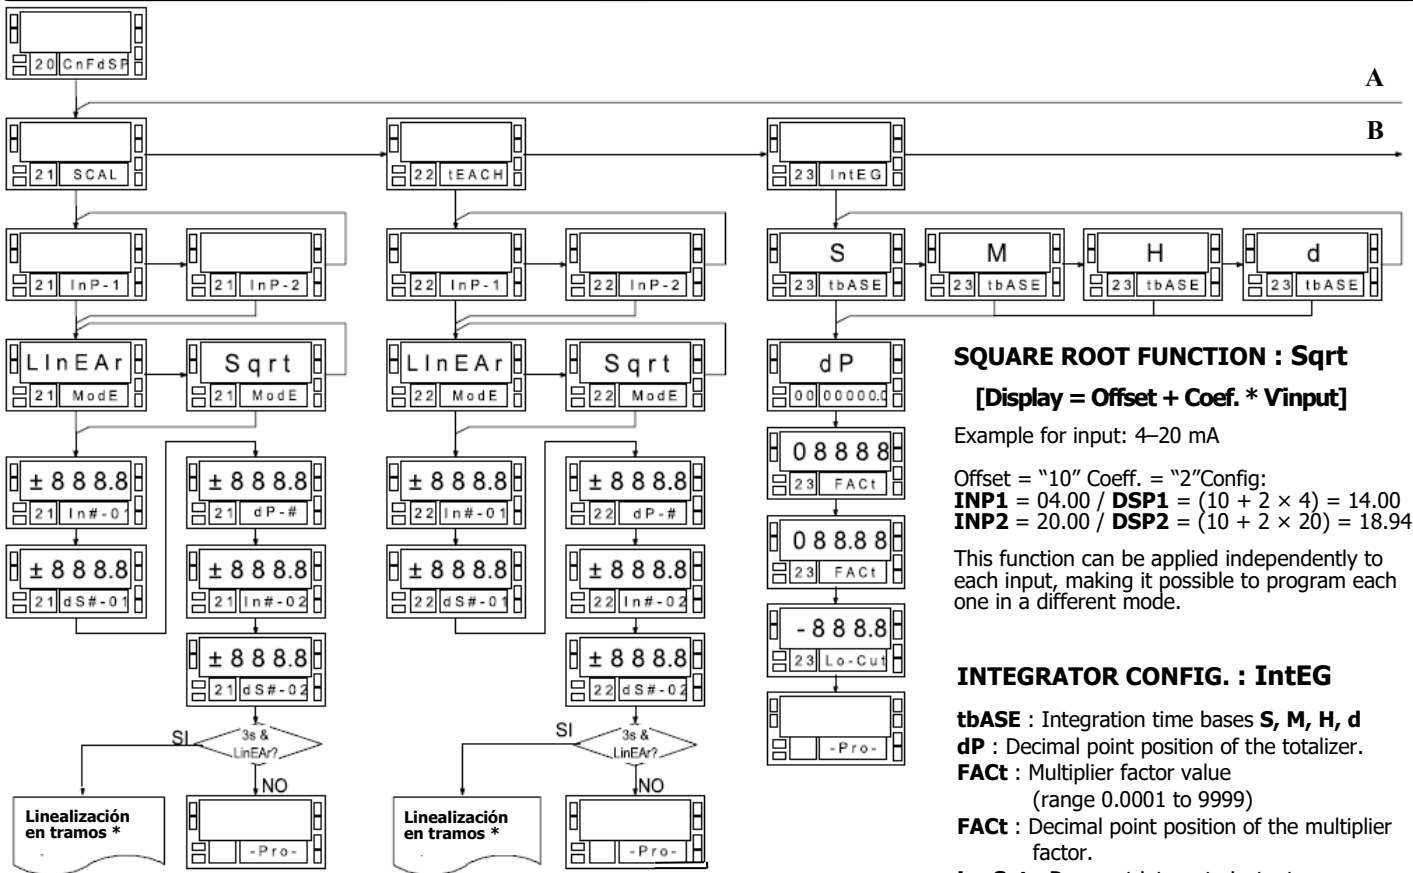 20 CnFdSP
A
B
21 SCAL
22 tEACH
23 IntEG
21 InP-1
21 InP-2
22 InP-1
22 InP-2
S
23 tbASE
M
23 tbASE
H
23 tbASE
d
23 tbASE
LInEAr
21 ModE
Sqrt
21 ModE
LInEAr
22 ModE
Sqrt
22 ModE
dP
00 00000.0
±888.8
21 In#-01
±888.8
21 dP-#
±888.8
22 In#-01
±888.8
22 dP-#
08888
23 FACt
±888.8
21 dS#-01
±888.8
21 In#-02
±888.8
22 dS#-01
±888.8
22 In#-02
088.88
23 FACt
±888.8
21 dS#-02
±888.8
22 dS#-02
-888.8
23 Lo-Cut
SI
3s &
LinEAr?
NO
SI
3s &
LinEAr?
NO
-Pro-
Linealización
en tramos *
-Pro-
Linealización
en tramos *
-Pro-
SQUARE ROOT FUNCTION : Sqrt
[Display = Offset + Coef. * √input]
Example for input: 4–20 mA
Offset = “10” Coeff. = “2”Config:
INP1 = 04.00 / DSP1 = (10 + 2 × 4) = 14.00
INP2 = 20.00 / DSP2 = (10 + 2 × 20) = 18.94
This function can be applied independently to
each input, making it possible to program each
one in a different mode.
INTEGRATOR CONFIG. : IntEG
tbASE : Integration time bases S, M, H, d
dP : Decimal point position of the totalizer.
FACt : Multiplier factor value
(range 0.0001 to 9999)
FACt : Decimal point position of the multiplier
factor.